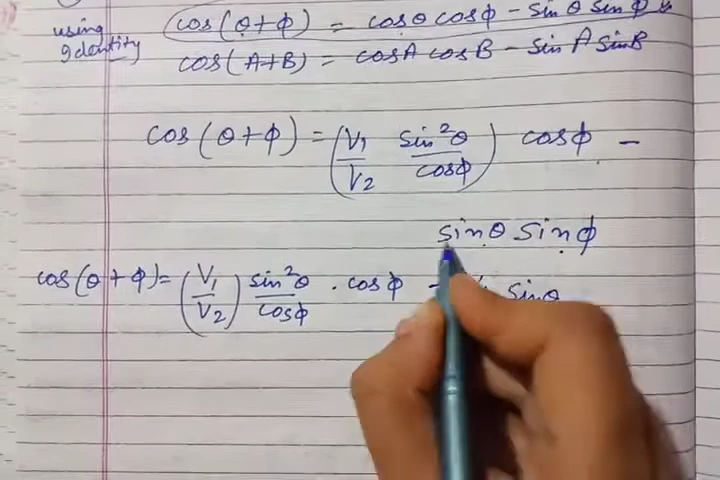 using cos(θ+ϕ) = cosθ cosϕ - sinθ sinϕ
Identity cos(A+B) = cosA cosB - sinA sinB
cos(θ+ϕ) = (V₁/V₂ sin²θ/cosϕ) cosϕ -
sinθ sinϕ
cos(θ+ϕ) = (V₁/V₂) sin²θ/cosϕ . cosϕ - sinθ